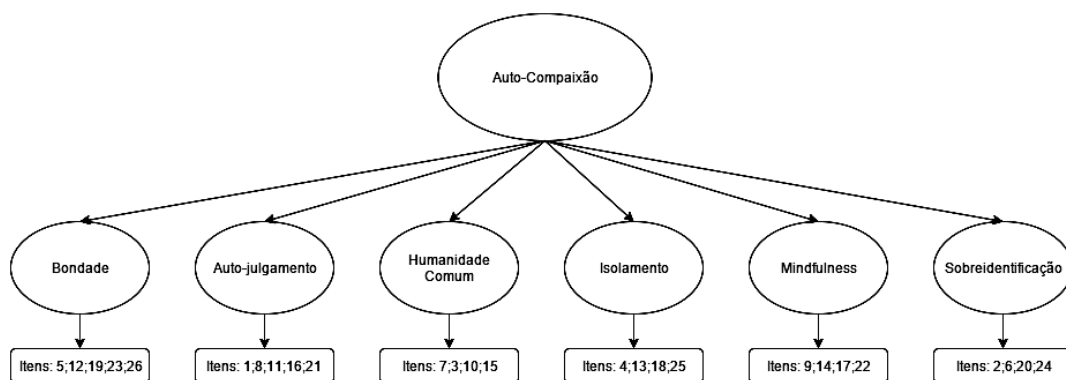 Auto-Compaixão
Bondade
Auto-julgamento
Humanidade
Comum
Isolamento
Mindfulness
Sobreidentificação
Itens: 5;12;19;23;26
Itens: 1;8;11;16;21
Itens: 7;3;10;15
Itens: 4;13;18;25
Itens: 9;14;17;22
Itens: 2;6;20;24